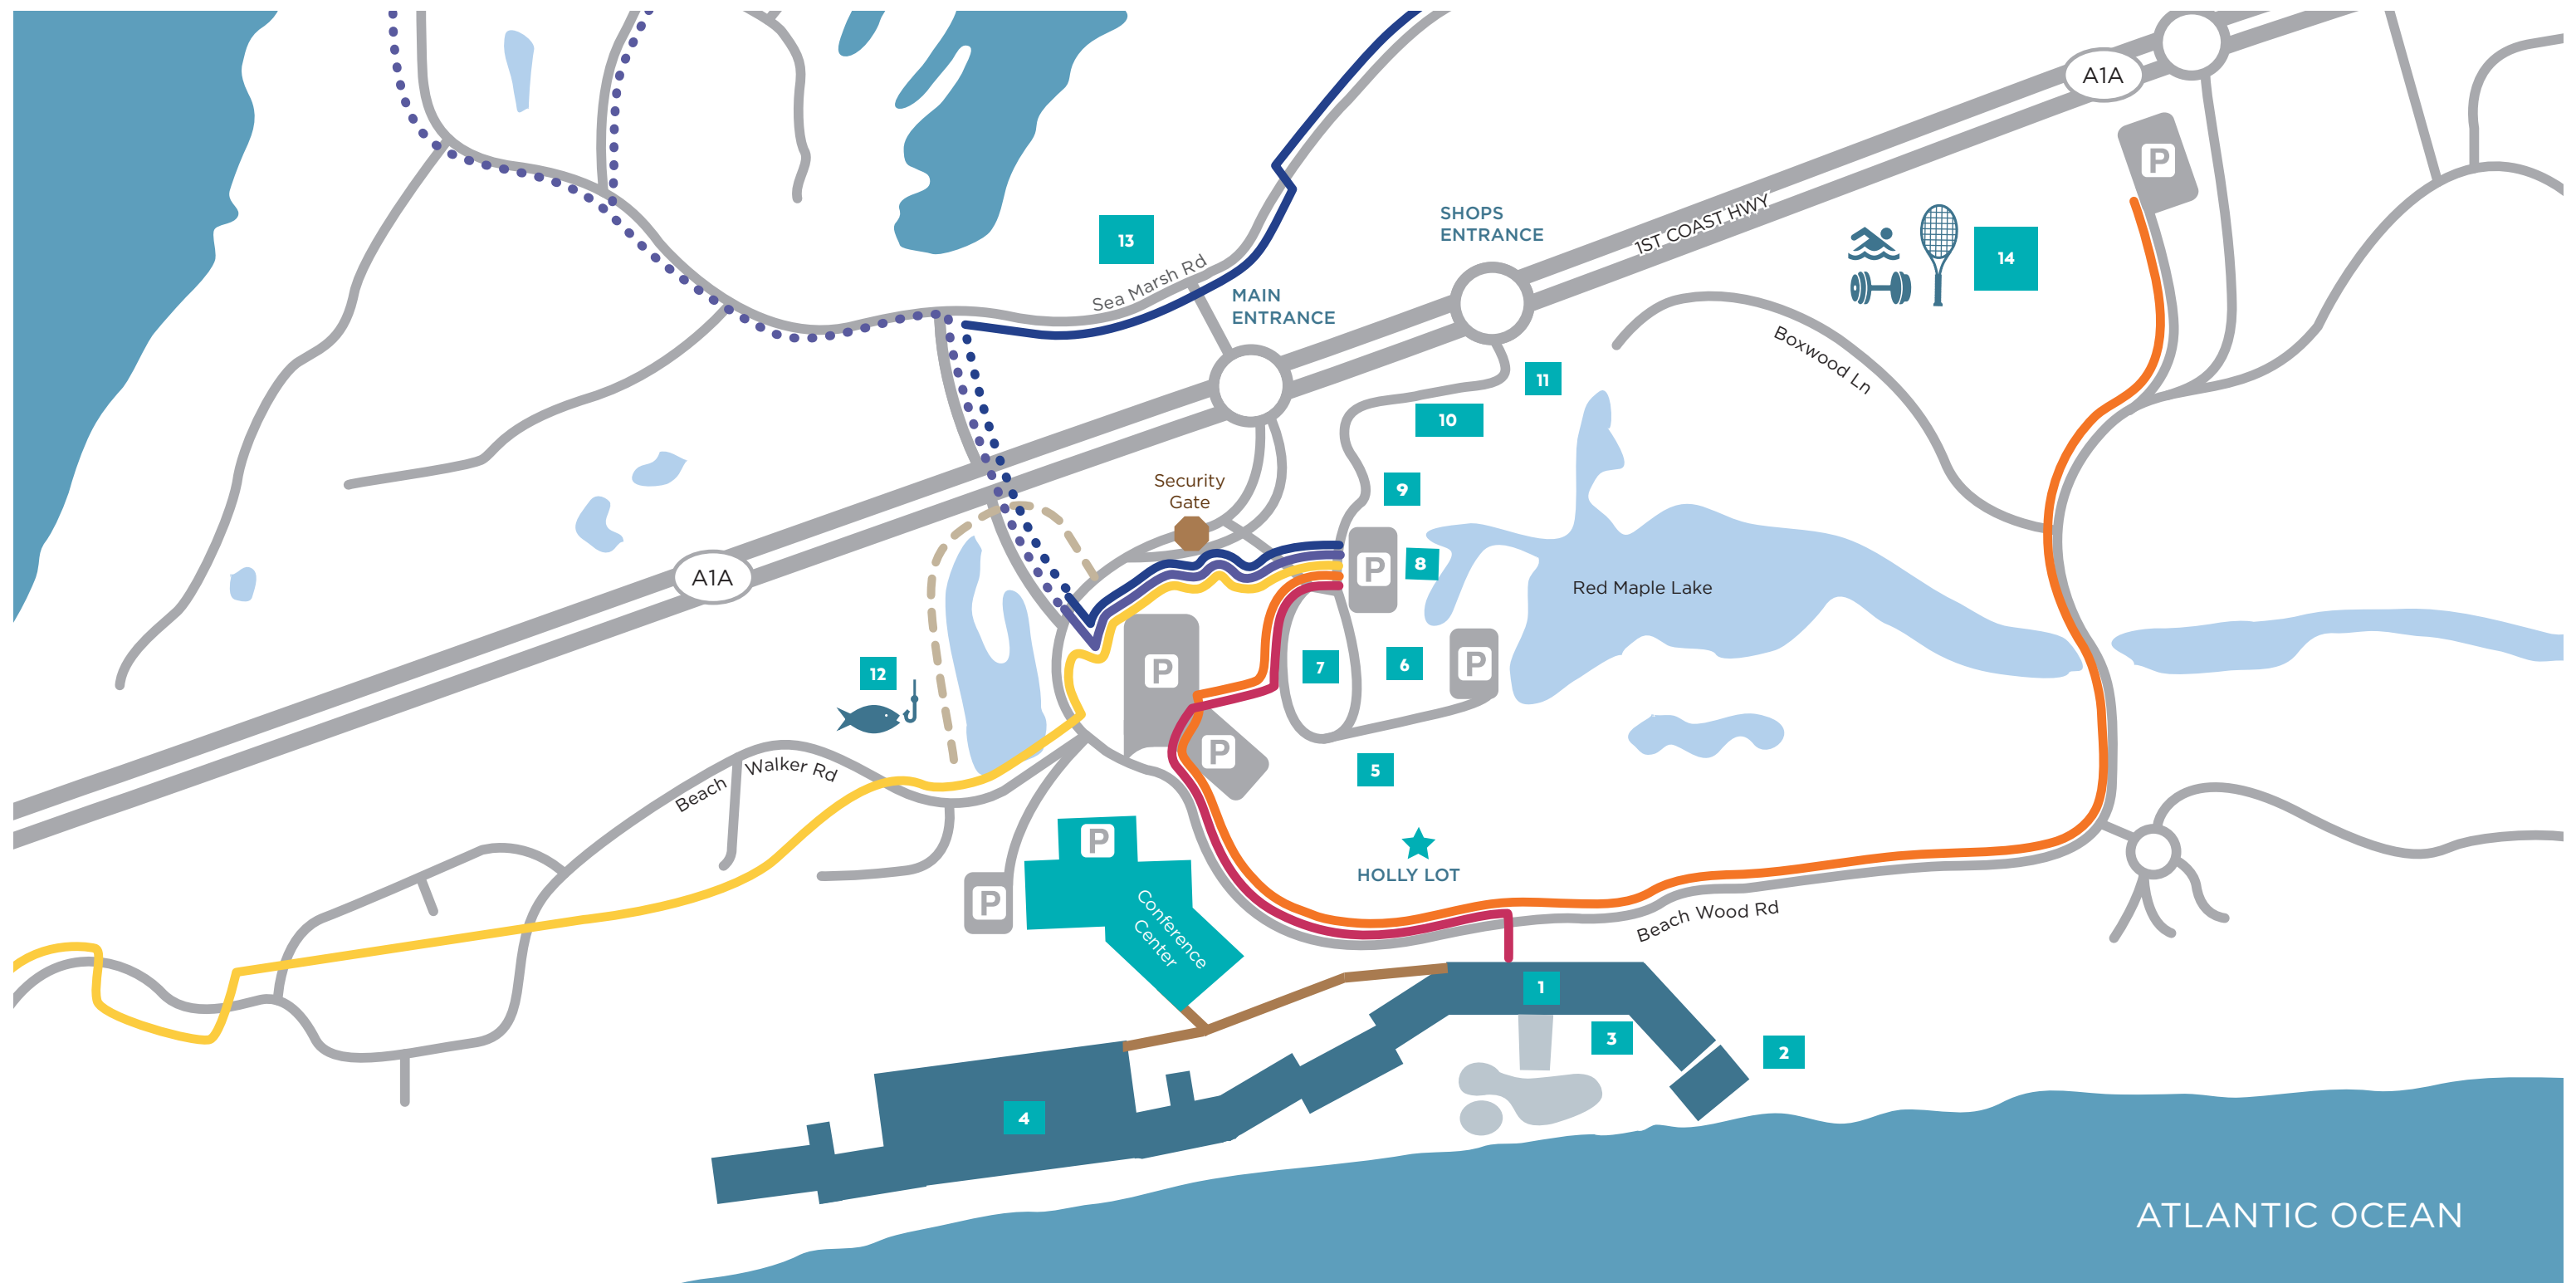 A1A
P
SHOPS
ENTRANCE
1ST COAST HWY
13
14
Sea Marsh Rd
MAIN
ENTRANCE
Boxwood Ln
11
10
Security
Gate
9
A1A
P
8
Red Maple Lake
12
P
7
6
P
P
5
Beach Walker Rd
P
HOLLY LOT
P
Conference
Center
Beach Wood Rd
1
3
2
4
ATLANTIC OCEAN